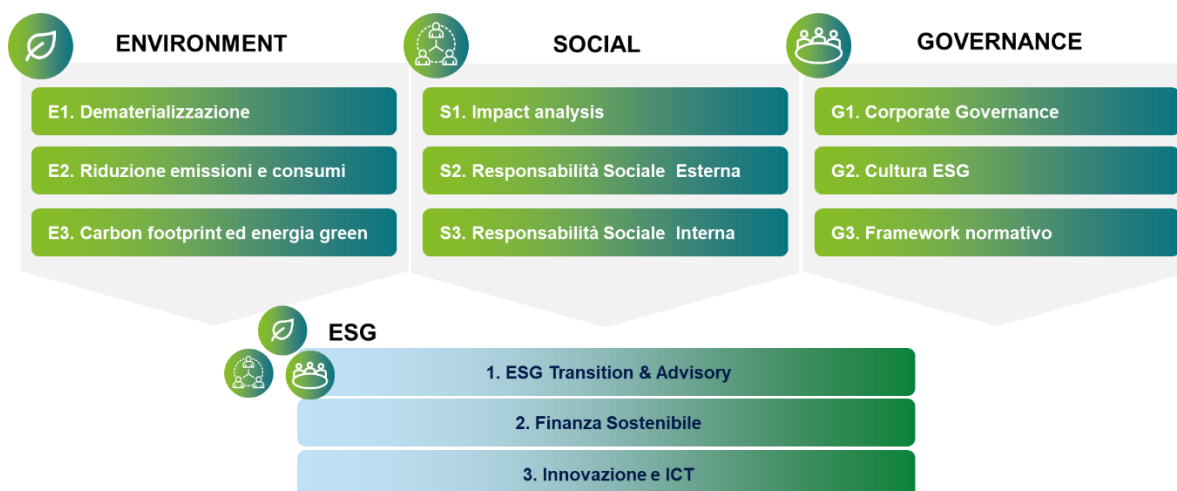 ENVIRONMENT
E1. Dematerializzazione
E2. Riduzione emissioni e consumi
E3. Carbon footprint ed energia green
SOCIAL
S1. Impact analysis
S2. Responsabilità Sociale Esterna
S3. Responsabilità Sociale Interna
GOVERNANCE
G1. Corporate Governance
G2. Cultura ESG
G3. Framework normativo
ESG
1. ESG Transition & Advisory
2. Finanza Sostenibile
3. Innovazione e ICT